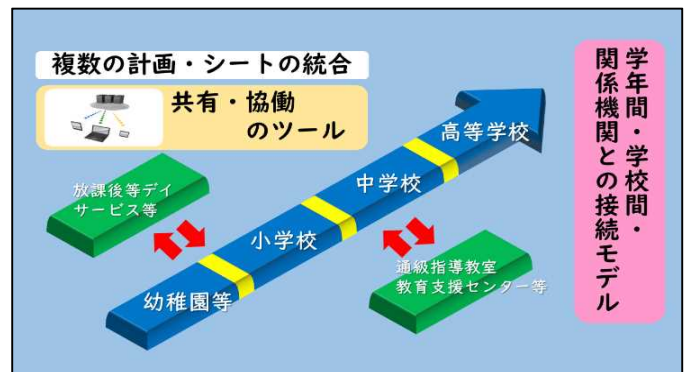 複数の計画・シートの統合
共有・協働
のツール
学年間・学校間・
関係機関との接続モデル
高等学校
中学校
小学校
幼稚園等
放課後等デイ
サービス等
通級指導教室
教育支援センター等